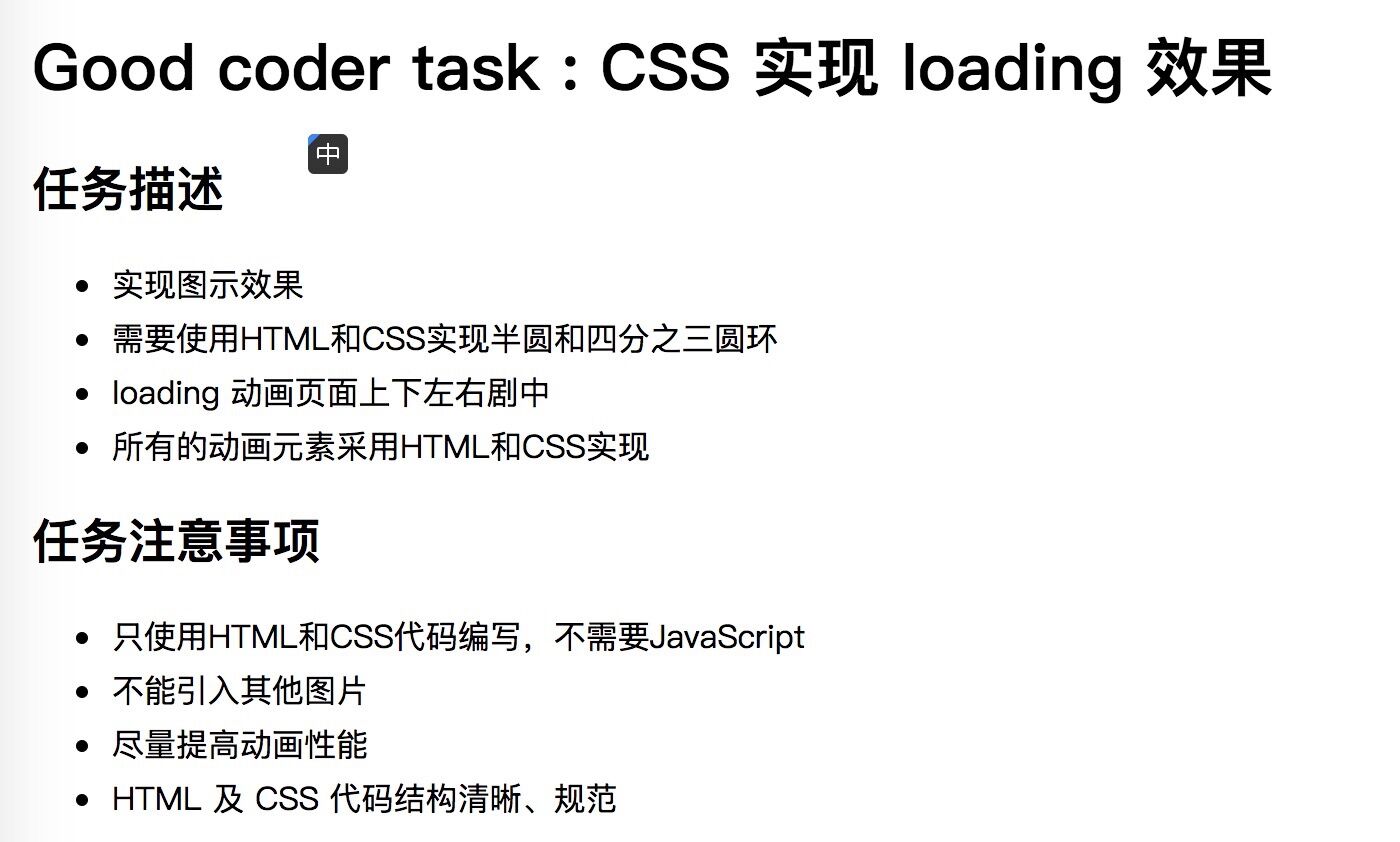 Good coder task : CSS 实现 loading 效果
中
任务描述
实现图示效果
需要使用HTML和CSS实现半圆和四分之三圆环
loading 动画页面上下左右剧中
所有的动画元素采用HTML和CSS实现
任务注意事项
只使用HTML和CSS代码编写，不需要JavaScript
不能引入其他图片
尽量提高动画性能
HTML 及 CSS 代码结构清晰、规范